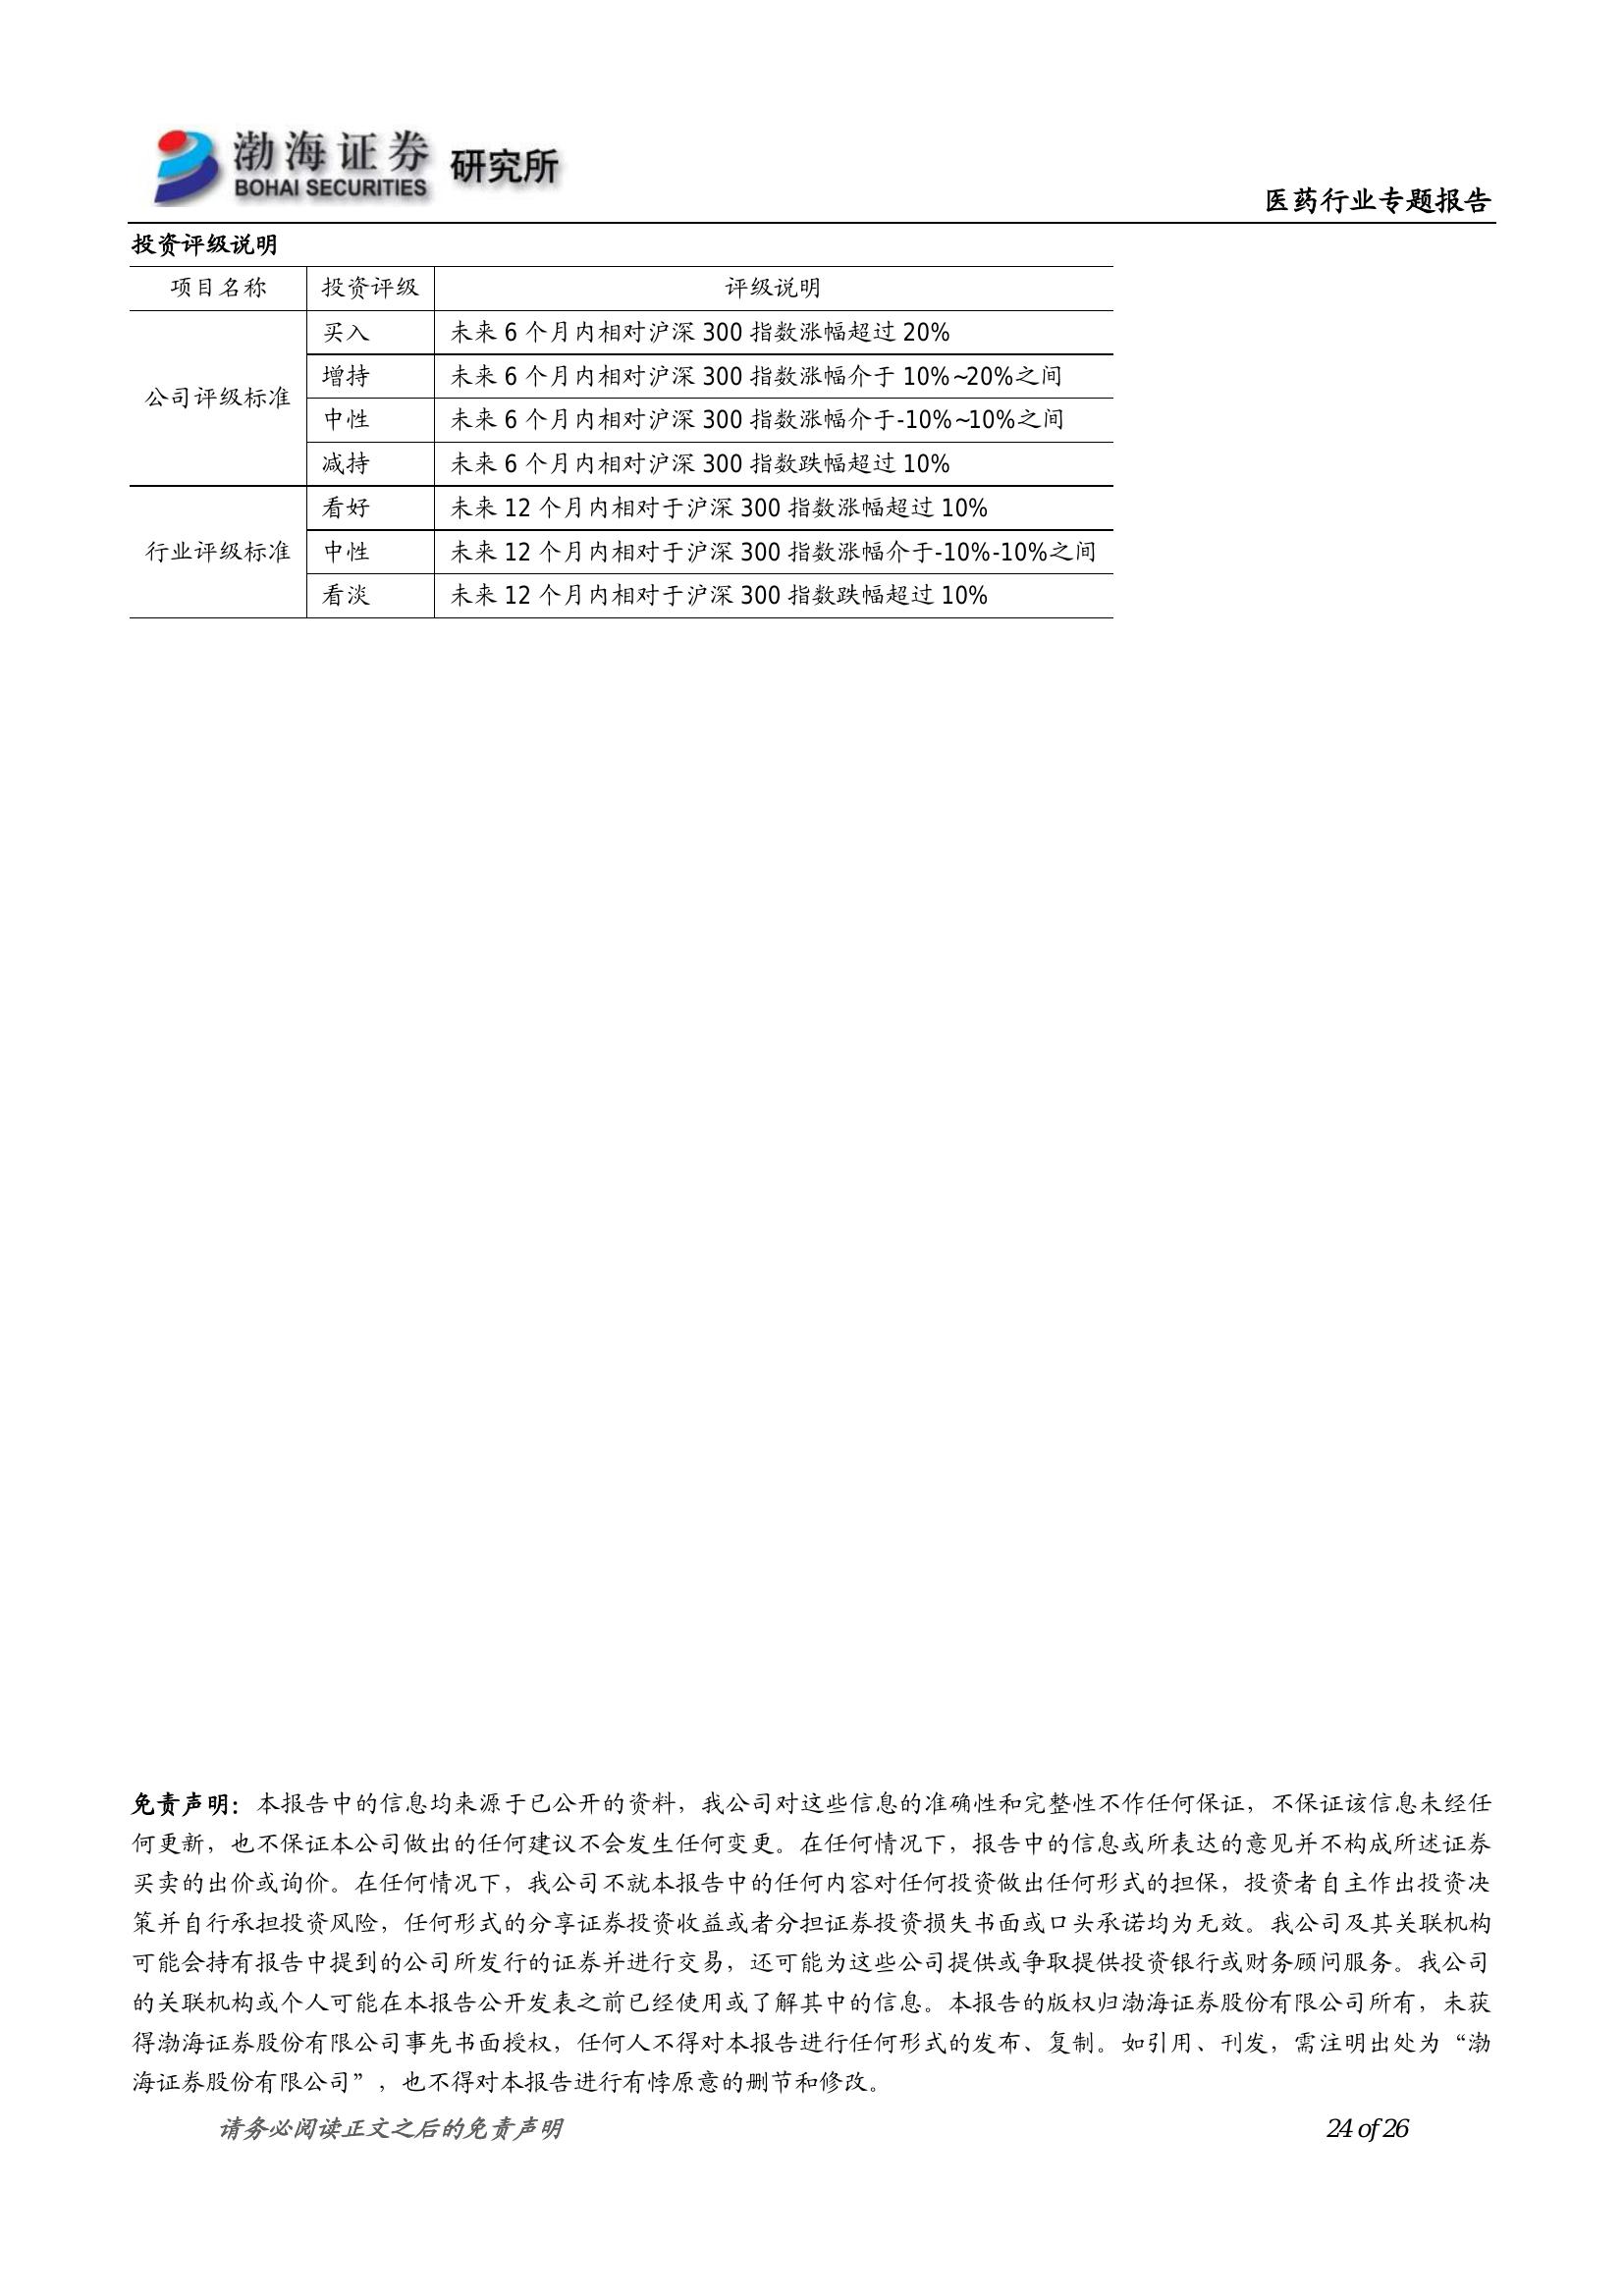 渤海证券 研究所
BOHAI SECURITIES
医药行业专题报告
投资评级说明
项目名称 投资评级 评级说明
公司评级标准
买入 未来 6 个月内相对沪深 300 指数涨幅超过 20%
增持 未来 6 个月内相对沪深 300 指数涨幅介于 10%~20%之间
中性 未来 6 个月内相对沪深 300 指数涨幅介于-10%~10%之间
减持 未来 6 个月内相对沪深 300 指数跌幅超过 10%
行业评级标准
看好 未来 12 个月内相对于沪深 300 指数涨幅超过 10%
中性 未来 12 个月内相对于沪深 300 指数涨幅介于-10%-10%之间
看淡 未来 12 个月内相对于沪深 300 指数跌幅超过 10%
免责声明：本报告中的信息均来源于已公开的资料，我公司对这些信息的准确性和完整性不作任何保证，不保证该信息未经任
何更新，也不保证本公司做出的任何建议不会发生任何变更。在任何情况下，报告中的信息或所表达的意见并不构成所述证券
买卖的出价或询价。在任何情况下，我公司不就本报告中的任何内容对任何投资做出任何形式的担保，投资者自主作出投资决
策并自行承担投资风险，任何形式的分享证券投资收益或者分担证券投资损失书面或口头承诺均为无效。我公司及其关联机构
可能会持有报告中提到的公司所发行的证券并进行交易，还可能为这些公司提供或争取提供投资银行或财务顾问服务。我公司
的关联机构或个人可能在本报告公开发表之前已经使用或了解其中的信息。本报告的版权归渤海证券股份有限公司所有，未获
得渤海证券股份有限公司事先书面授权，任何人不得对本报告进行任何形式的发布、复制。如引用、刊发，需注明出处为“渤
海证券股份有限公司”，也不得对本报告进行有悖原意的删节和修改。
请务必阅读正文之后的免责声明 24 of 26